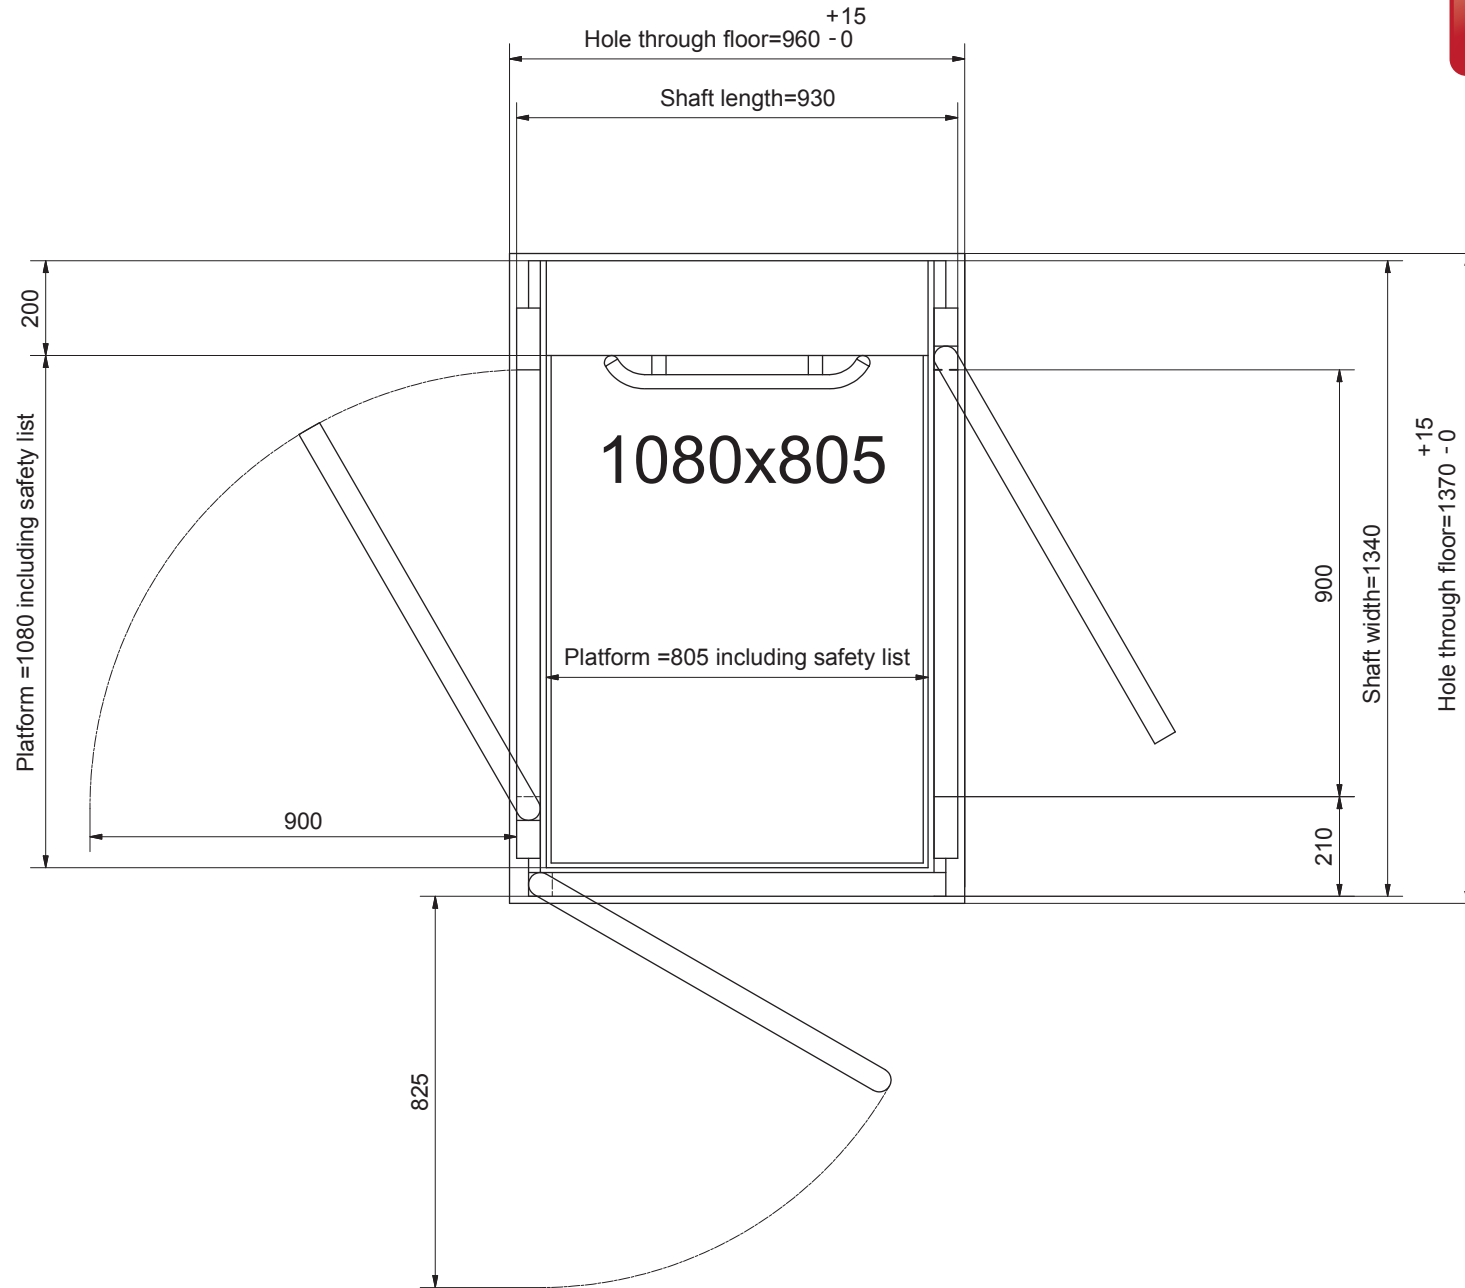 +15
Hole through floor=960 -0
Shaft length=930
200
Platform =1080 including safety list
1080x805
Platform =805 including safety list
900
825
900
210
Shaft width=1340
+15
Hole through floor=1370 -0